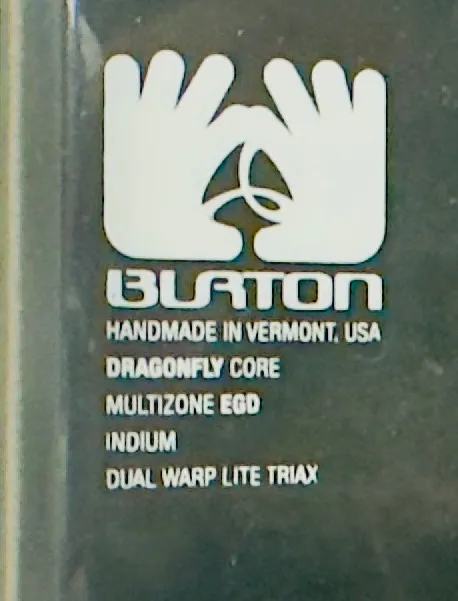 BURTON
HANDMADE IN VERMONT, USA
DRAGONFLY CORE
MULTIZONE EGD
INDIUM
DUAL WARP LITE TRIAX